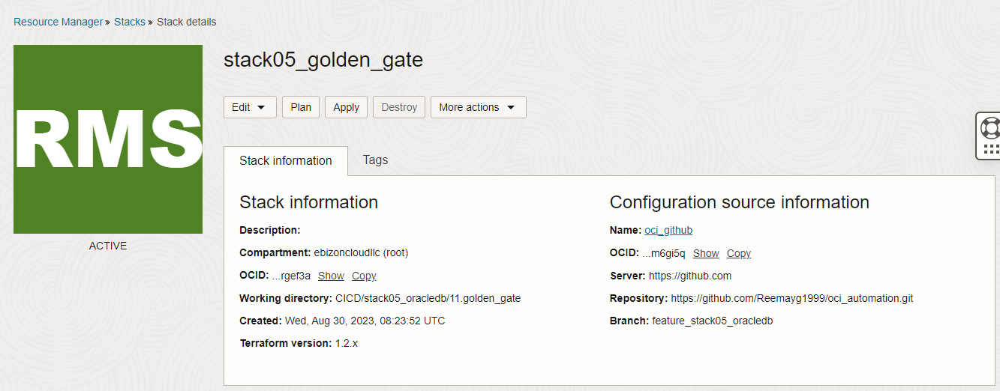 Resource Manager » Stacks » Stack details
RMS
ACTIVE
stack05_golden_gate
Edit Plan Apply Destroy More actions
Stack information Tags
Stack information
Description:
Compartment: ebizoncloudllc (root)
OCID: ...rgef3a Show Copy
Working directory: CICD/stack05_oracledb/11.golden_gate
Created: Wed, Aug 30, 2023, 08:23:52 UTC
Terraform version: 1.2.x
Configuration source information
Name: oci_github
OCID: ...m6gi5q Show Copy
Server: https://github.com
Repository: https://github.com/Reemayg1999/oci_automation.git
Branch: feature_stack05_oracledb